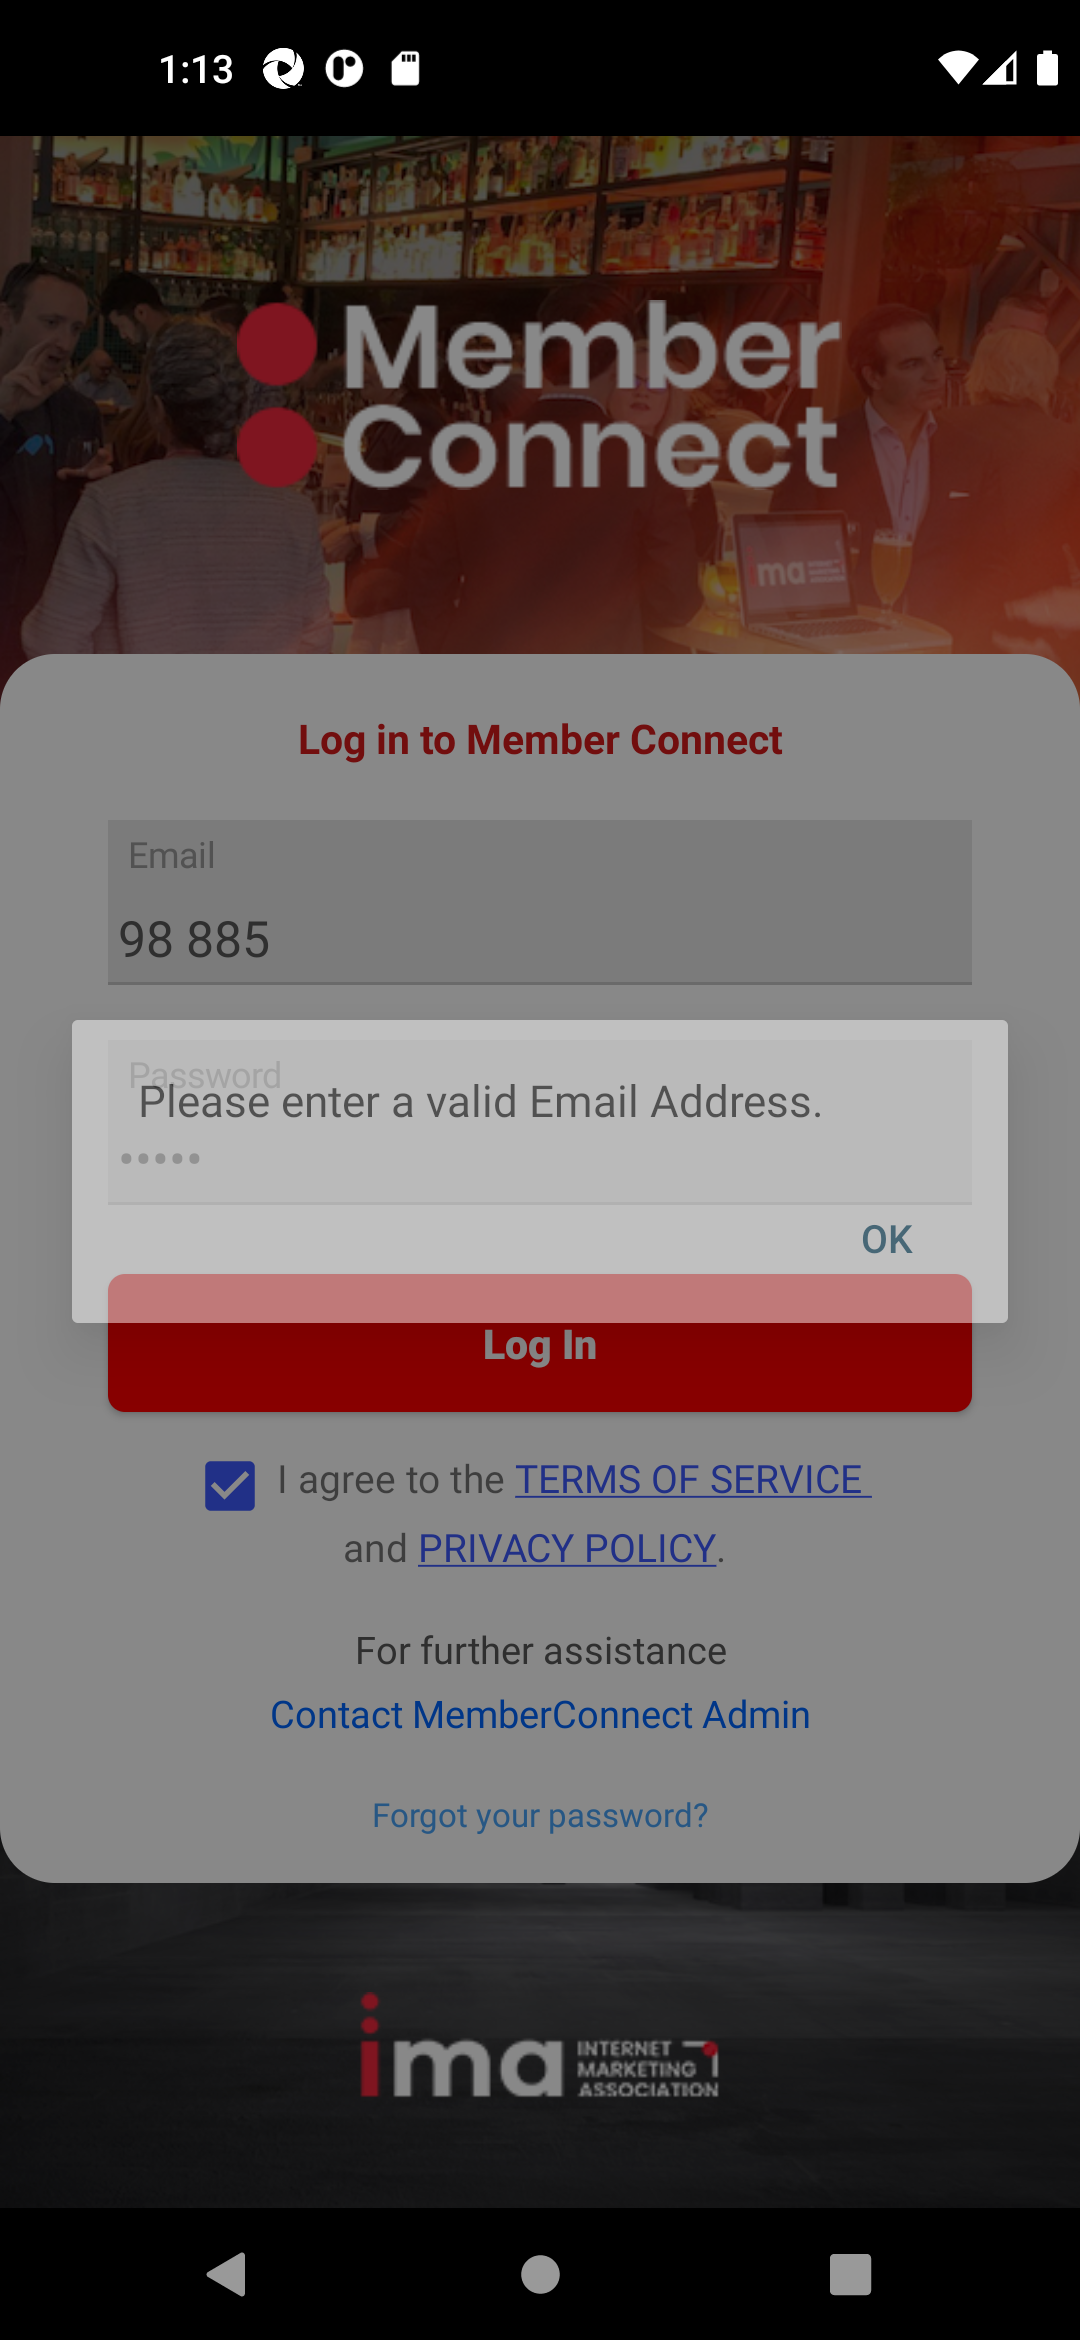 1:13
Member
Connect
ima
Log in to Member Connect
Email
98 885
Password
Please enter a valid Email Address.
•••••
OK
Log In
I agree to the TERMS OF SERVICE
and PRIVACY POLICY.
For further assistance
Contact MemberConnect Admin
Forgot your password?
ima INTERNET
MARKETING
ASSOCIATION